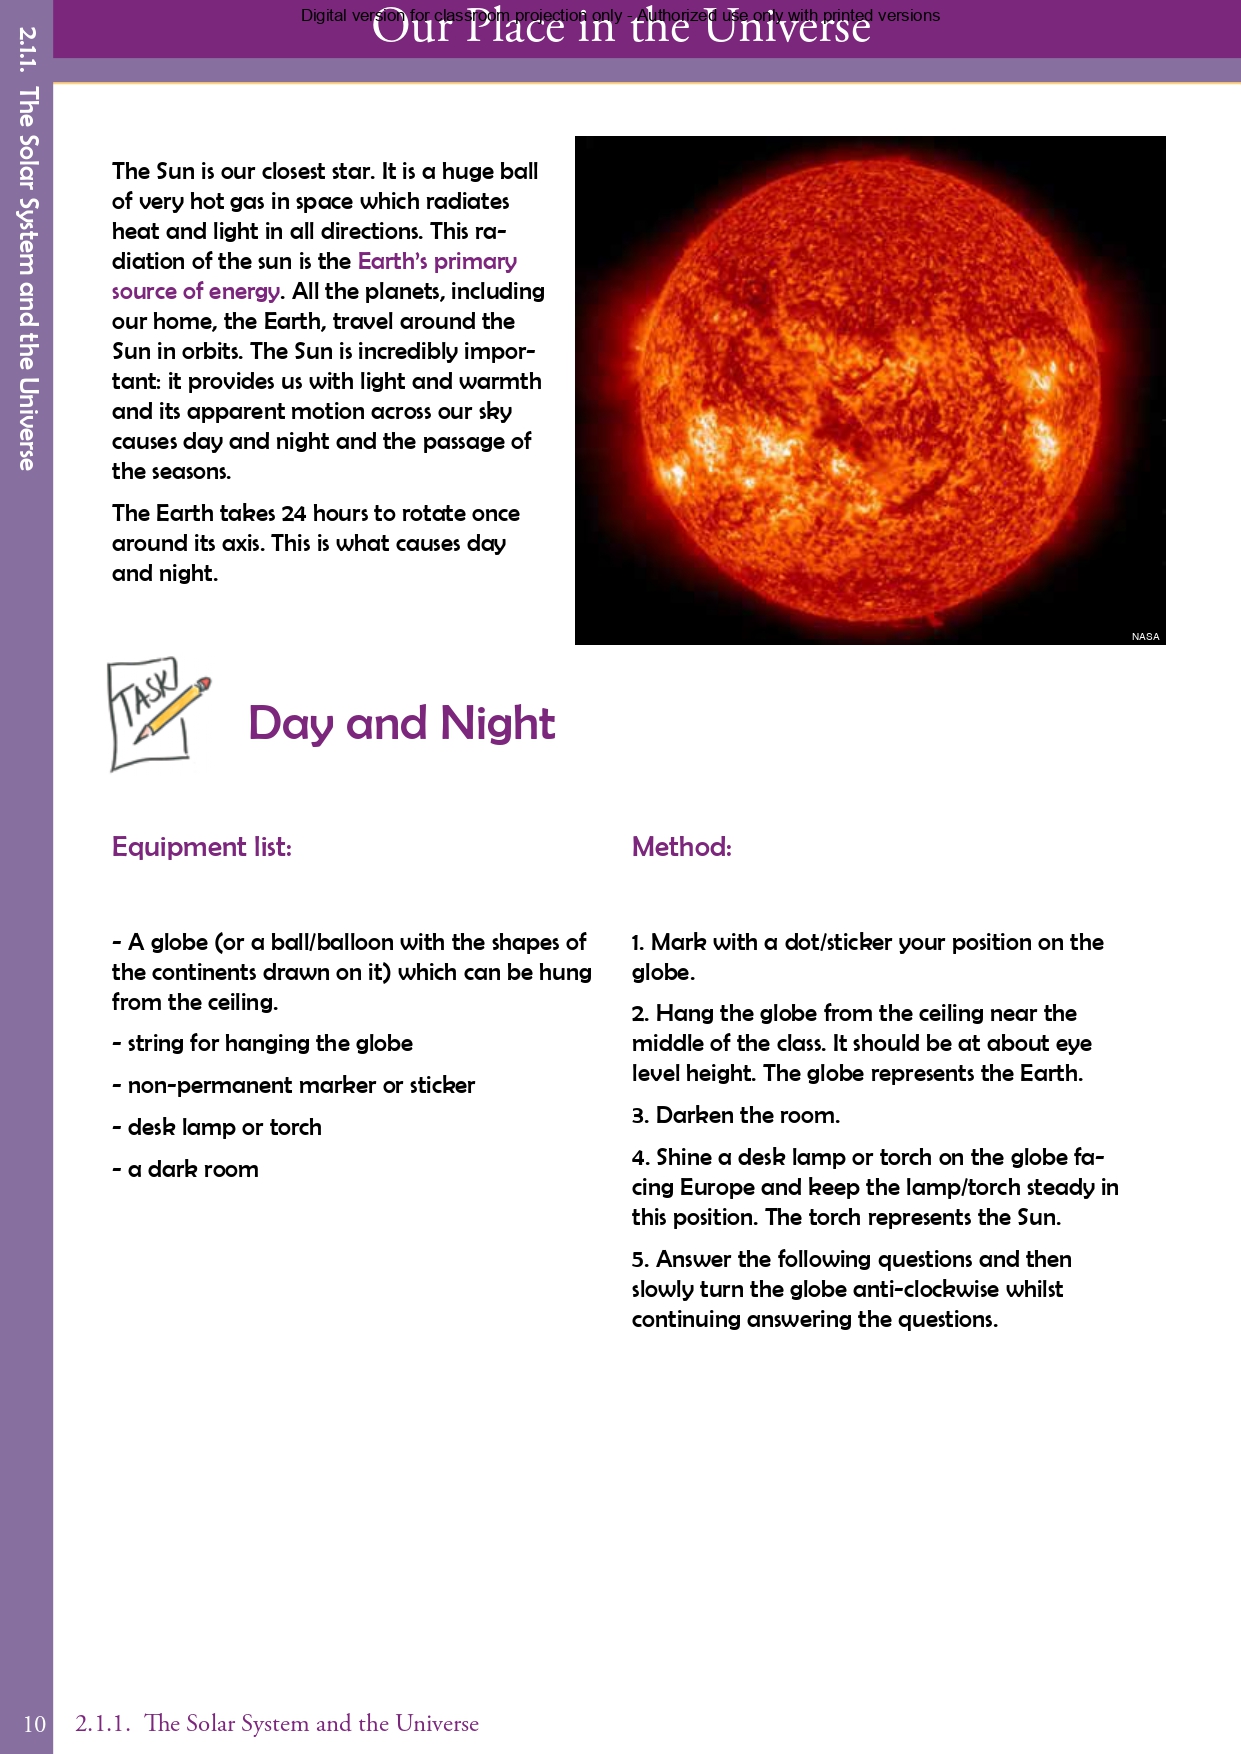 Digital version for classroom projection only - Authorized use only with printed versions
Our Place in the Universe
2.1.1. The Solar System and the Universe
The Sun is our closest star. It is a huge ball
of very hot gas in space which radiates
heat and light in all directions. This ra-
diation of the sun is the Earth's primary
source of energy. All the planets, including
our home, the Earth, travel around the
Sun in orbits. The Sun is incredibly impor-
tant: it provides us with light and warmth
and its apparent motion across our sky
causes day and night and the passage of
the seasons.
The Earth takes 24 hours to rotate once
around its axis. This is what causes day
and night.
NASA
TASK
Day and Night
Equipment list:
- A globe (or a ball/balloon with the shapes of
the continents drawn on it) which can be hung
from the ceiling.
- string for hanging the globe
- non-permanent marker or sticker
- desk lamp or torch
- a dark room
Method:
1. Mark with a dot/sticker your position on the
globe.
2. Hang the globe from the ceiling near the
middle of the class. It should be at about eye
level height. The globe represents the Earth.
3. Darken the room.
4. Shine a desk lamp or torch on the globe fa-
cing Europe and keep the lamp/torch steady in
this position. The torch represents the Sun.
5. Answer the following questions and then
slowly turn the globe anti-clockwise whilst
continuing answering the questions.
10 2.1.1. The Solar System and the Universe